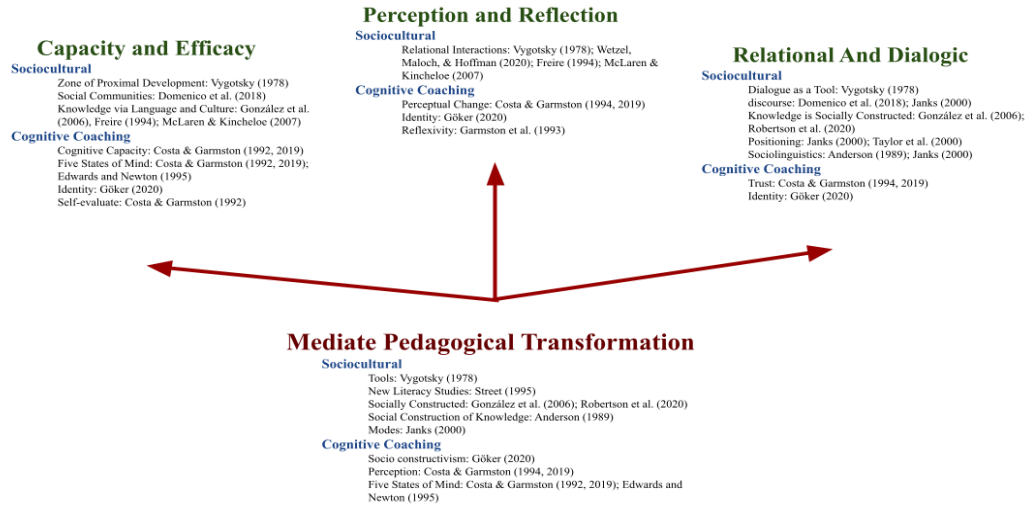 Perception and Reflection
Sociocultural
Relational Interactions: Vygotsky (1978); Wetzel,
Maloch, & Hoffman (2020); Freire (1994); McLaren &
Kincheloe (2007)
Cognitive Coaching
Perceptual Change: Costa & Garmston (1994, 2019)
Identity: Göker (2020)
Reflexivity: Garmston et al. (1993)
Capacity and Efficacy
Sociocultural
Zone of Proximal Development: Vygotsky (1978)
Social Communities: Domenico et al. (2018)
Knowledge via Language and Culture: González et al.
(2006), Freire (1994); McLaren & Kincheloe (2007)
Cognitive Coaching
Cognitive Capacity: Costa & Garmston (1992, 2019)
Five States of Mind: Costa & Garmston (1992, 2019);
Edwards and Newton (1995)
Identity: Göker (2020)
Self-evaluate: Costa & Garmston (1992)
Relational And Dialogic
Sociocultural
Dialogue as a Tool: Vygotsky (1978)
discourse: Domenico et al. (2018); Janks (2000)
Knowledge is Socially Constructed: González et al. (2006);
Robertson et al. (2020)
Positioning: Janks (2000); Taylor et al. (2000)
Sociolinguistics: Anderson (1989); Janks (2000)
Cognitive Coaching
Trust: Costa & Garmston (1994, 2019)
Identity: Göker (2020)
Mediate Pedagogical Transformation
Sociocultural
Tools: Vygotsky (1978)
New Literacy Studies: Street (1995)
Socially Constructed: González et al. (2006); Robertson et al. (2020)
Social Construction of Knowledge: Anderson (1989)
Modes: Janks (2000)
Cognitive Coaching
Socio constructivism: Göker (2020)
Perception: Costa & Garmston (1994, 2019)
Five States of Mind: Costa & Garmston (1992, 2019); Edwards and
Newton (1995)